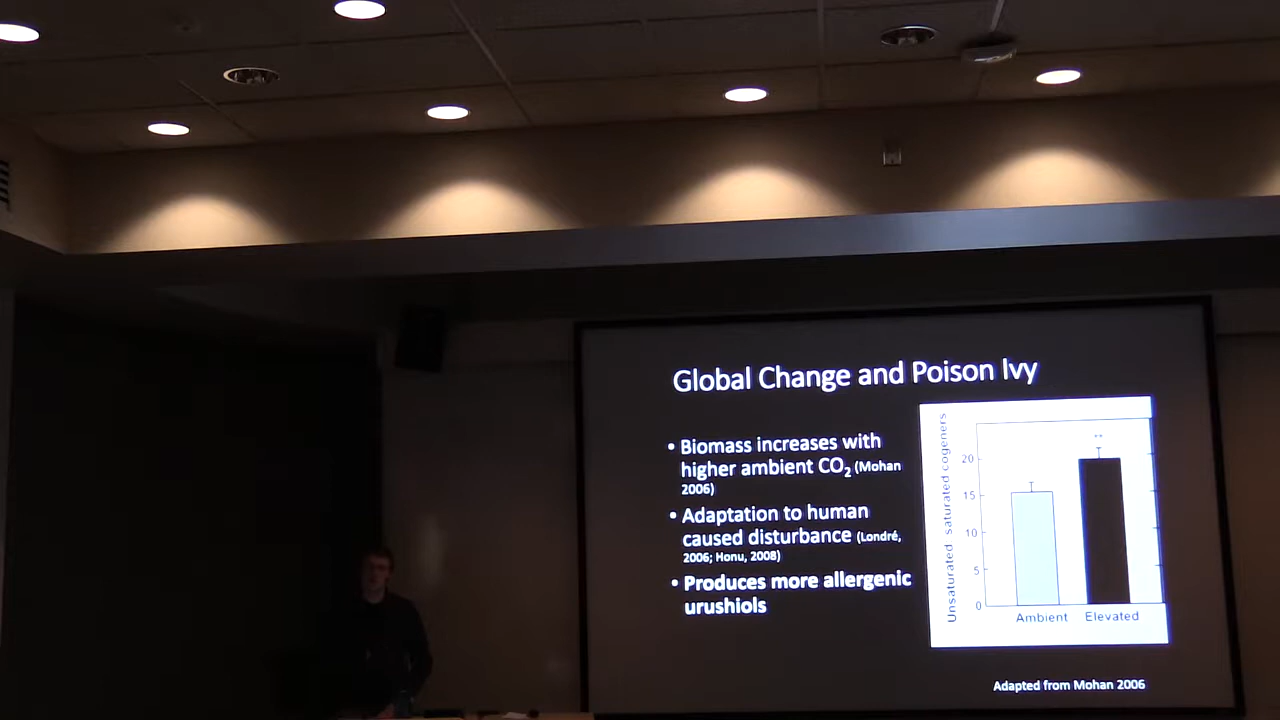 Global Change and Poison Ivy
• Biomass increases with
higher ambient CO₂ (Mohan
2006)
• Adaptation to human
caused disturbance (Londré,
2006; Honu, 2008)
• Produces more allergenic
urushiols
Unsaturated saturated cogeners
20
15
10
5
0
**
Ambient Elevated
Adapted from Mohan 2006